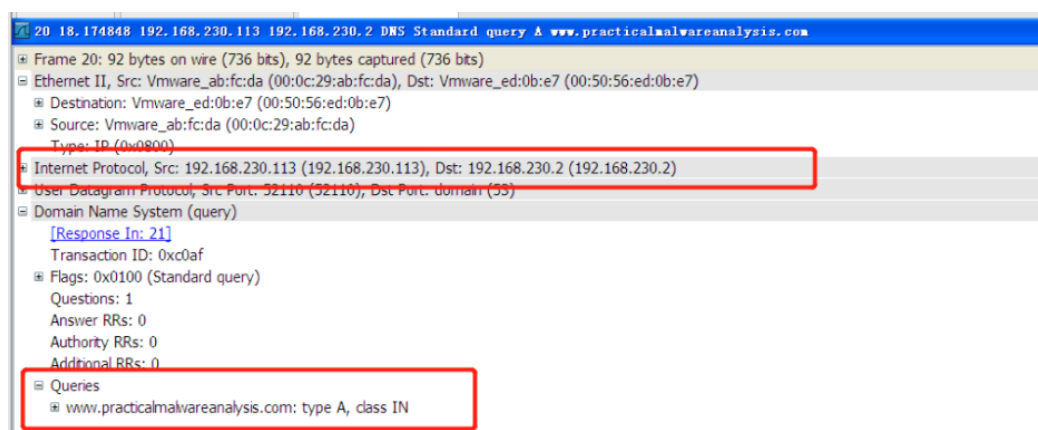 20 18.174848 192.168.230.113 192.168.230.2 DNS Standard query A www.practicalmalwareanalysis.com
Frame 20: 92 bytes on wire (736 bits), 92 bytes captured (736 bits)
Ethernet II, Src: Vmware_ab:fc:da (00:0c:29:ab:fc:da), Dst: Vmware_ed:0b:e7 (00:50:56:ed:0b:e7)
Destination: Vmware_ed:0b:e7 (00:50:56:ed:0b:e7)
Source: Vmware_ab:fc:da (00:0c:29:ab:fc:da)
Type: IP (0x0800)
Internet Protocol, Src: 192.168.230.113 (192.168.230.113), Dst: 192.168.230.2 (192.168.230.2)
User Datagram Protocol, Src Port: 52110 (52110), Dst Port: domain (53)
Domain Name System (query)
[Response In: 21]
Transaction ID: 0xc0af
Flags: 0x0100 (Standard query)
Questions: 1
Answer RRs: 0
Authority RRs: 0
Additional RRs: 0
Queries
www.practicalmalwareanalysis.com: type A, class IN